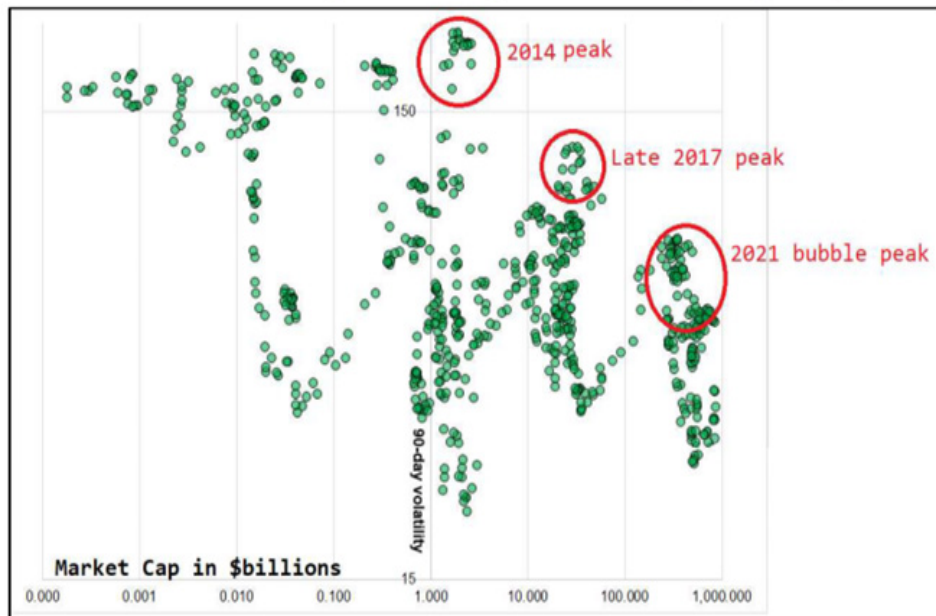 2014 peak
150
Late 2017 peak
2021 bubble peak
90-day volatility
Market Cap in $billions
15
0.000 0.001 0.010 0.100 1.000 10.000 100.000 1,000.000